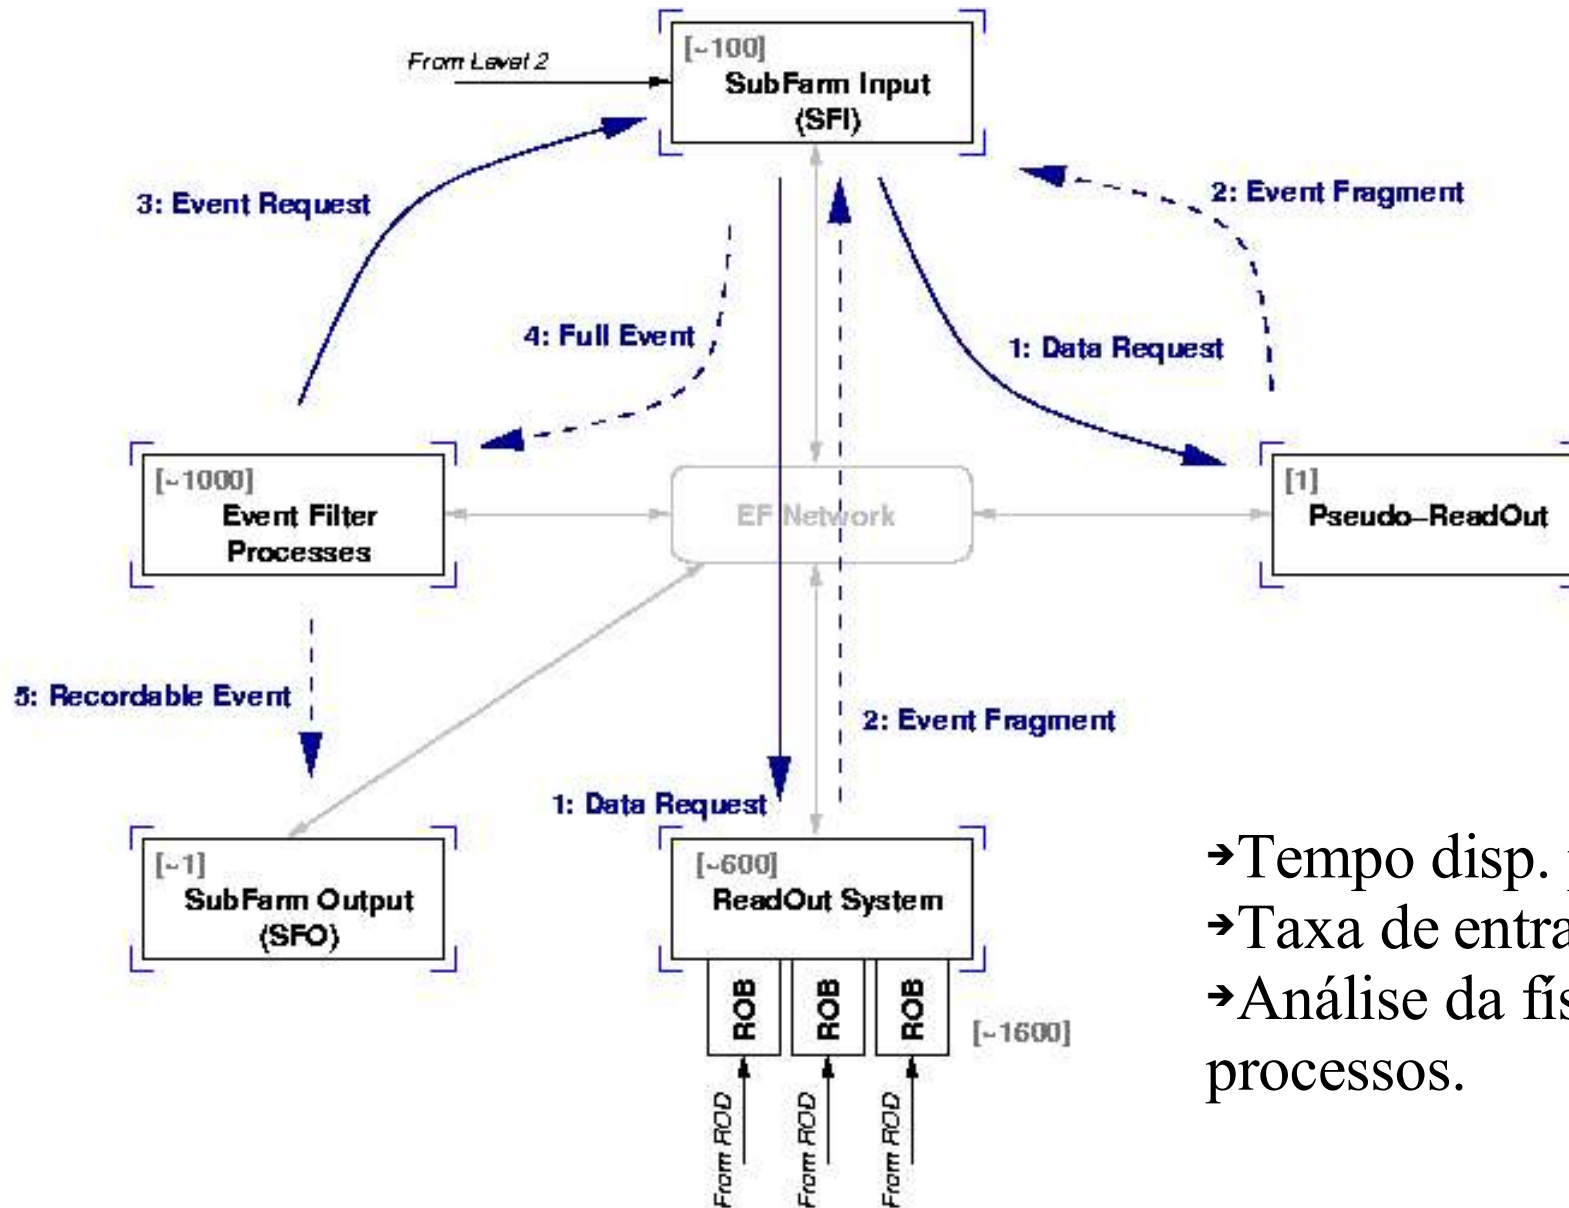 [~100]
SubFarm Input
(SFI)
From Level 2
3: Event Request
2: Event Fragment
4: Full Event
1: Data Request
[~1000]
Event Filter
Processes
EF Network
[1]
Pseudo–ReadOut
5: Recordable Event
2: Event Fragment
1: Data Request
[~1]
SubFarm Output
(SFO)
[~600]
ReadOut System
ROB
ROB
ROB
[~1600]
From ROD
From ROD
From ROD
➔Tempo disp.
➔Taxa de
➔Análise da
processos.